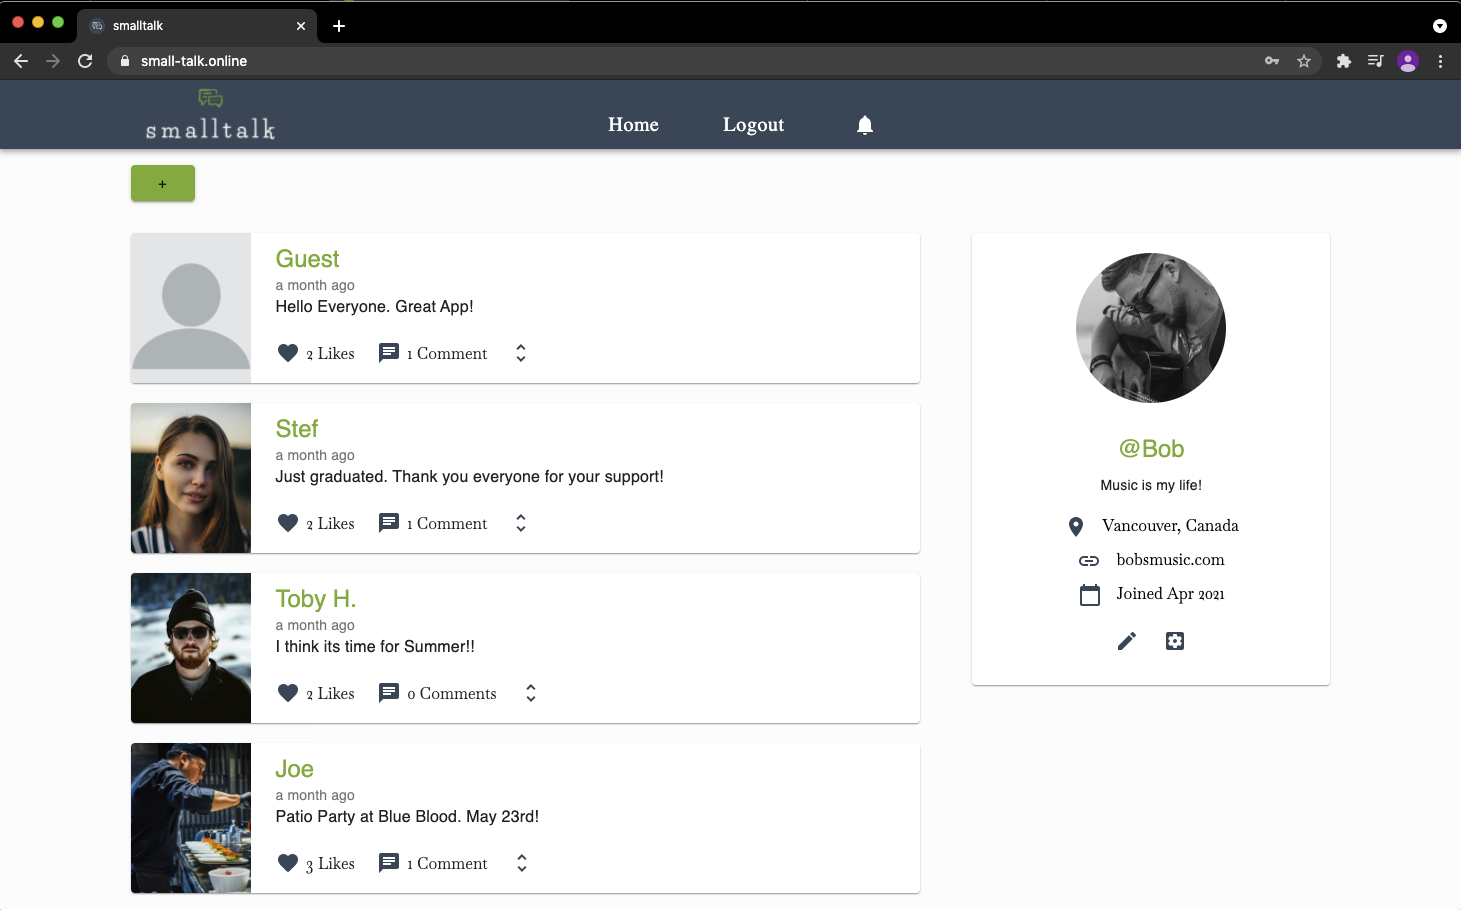 smalltalk
small-talk.online
smalltalk
Home
Logout
+
Guest
a month ago
Hello Everyone. Great App!
2 Likes
1 Comment
Stef
a month ago
Just graduated. Thank you everyone for your support!
2 Likes
1 Comment
Toby H.
a month ago
I think its time for Summer!!
2 Likes
0 Comments
Joe
a month ago
Patio Party at Blue Blood. May 23rd!
3 Likes
1 Comment
@Bob
Music is my life!
Vancouver, Canada
bobsmusic.com
Joined Apr 2021